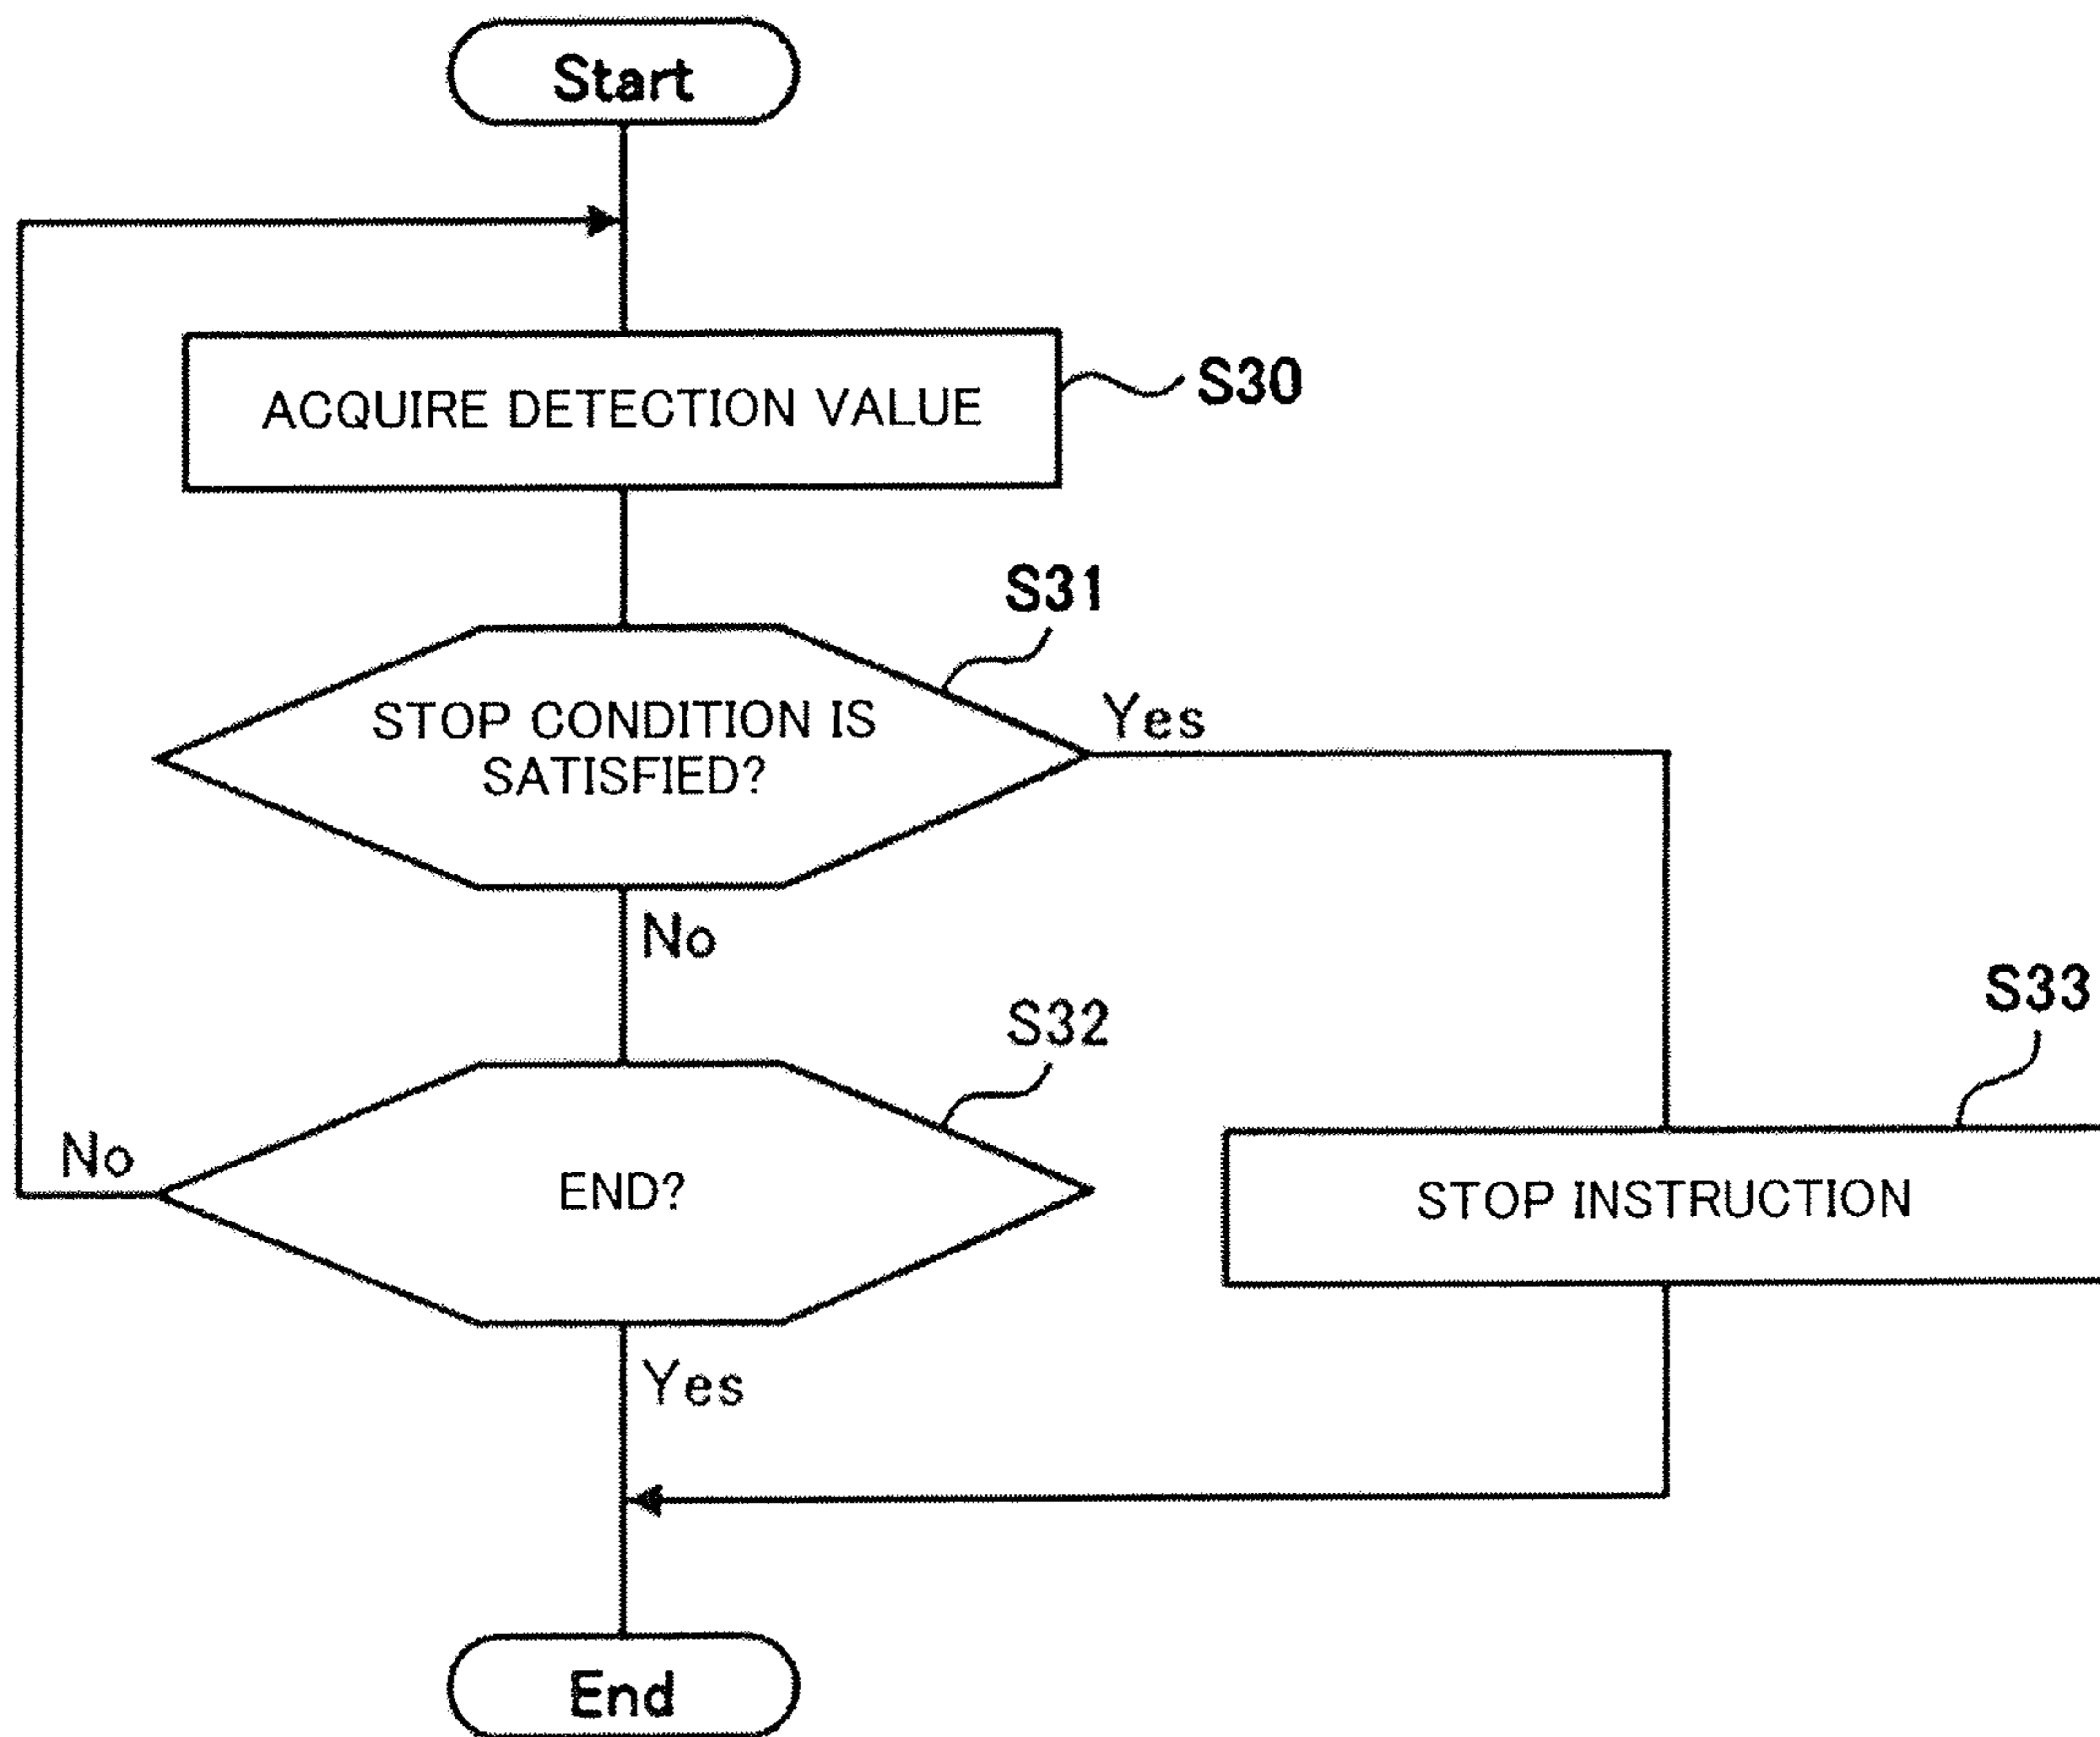 Start
ACQUIRE DETECTION VALUE
S30
S31
STOP CONDITION IS
SATISFIED?
Yes
No
S32
S33
No
END?
STOP INSTRUCTION
Yes
End